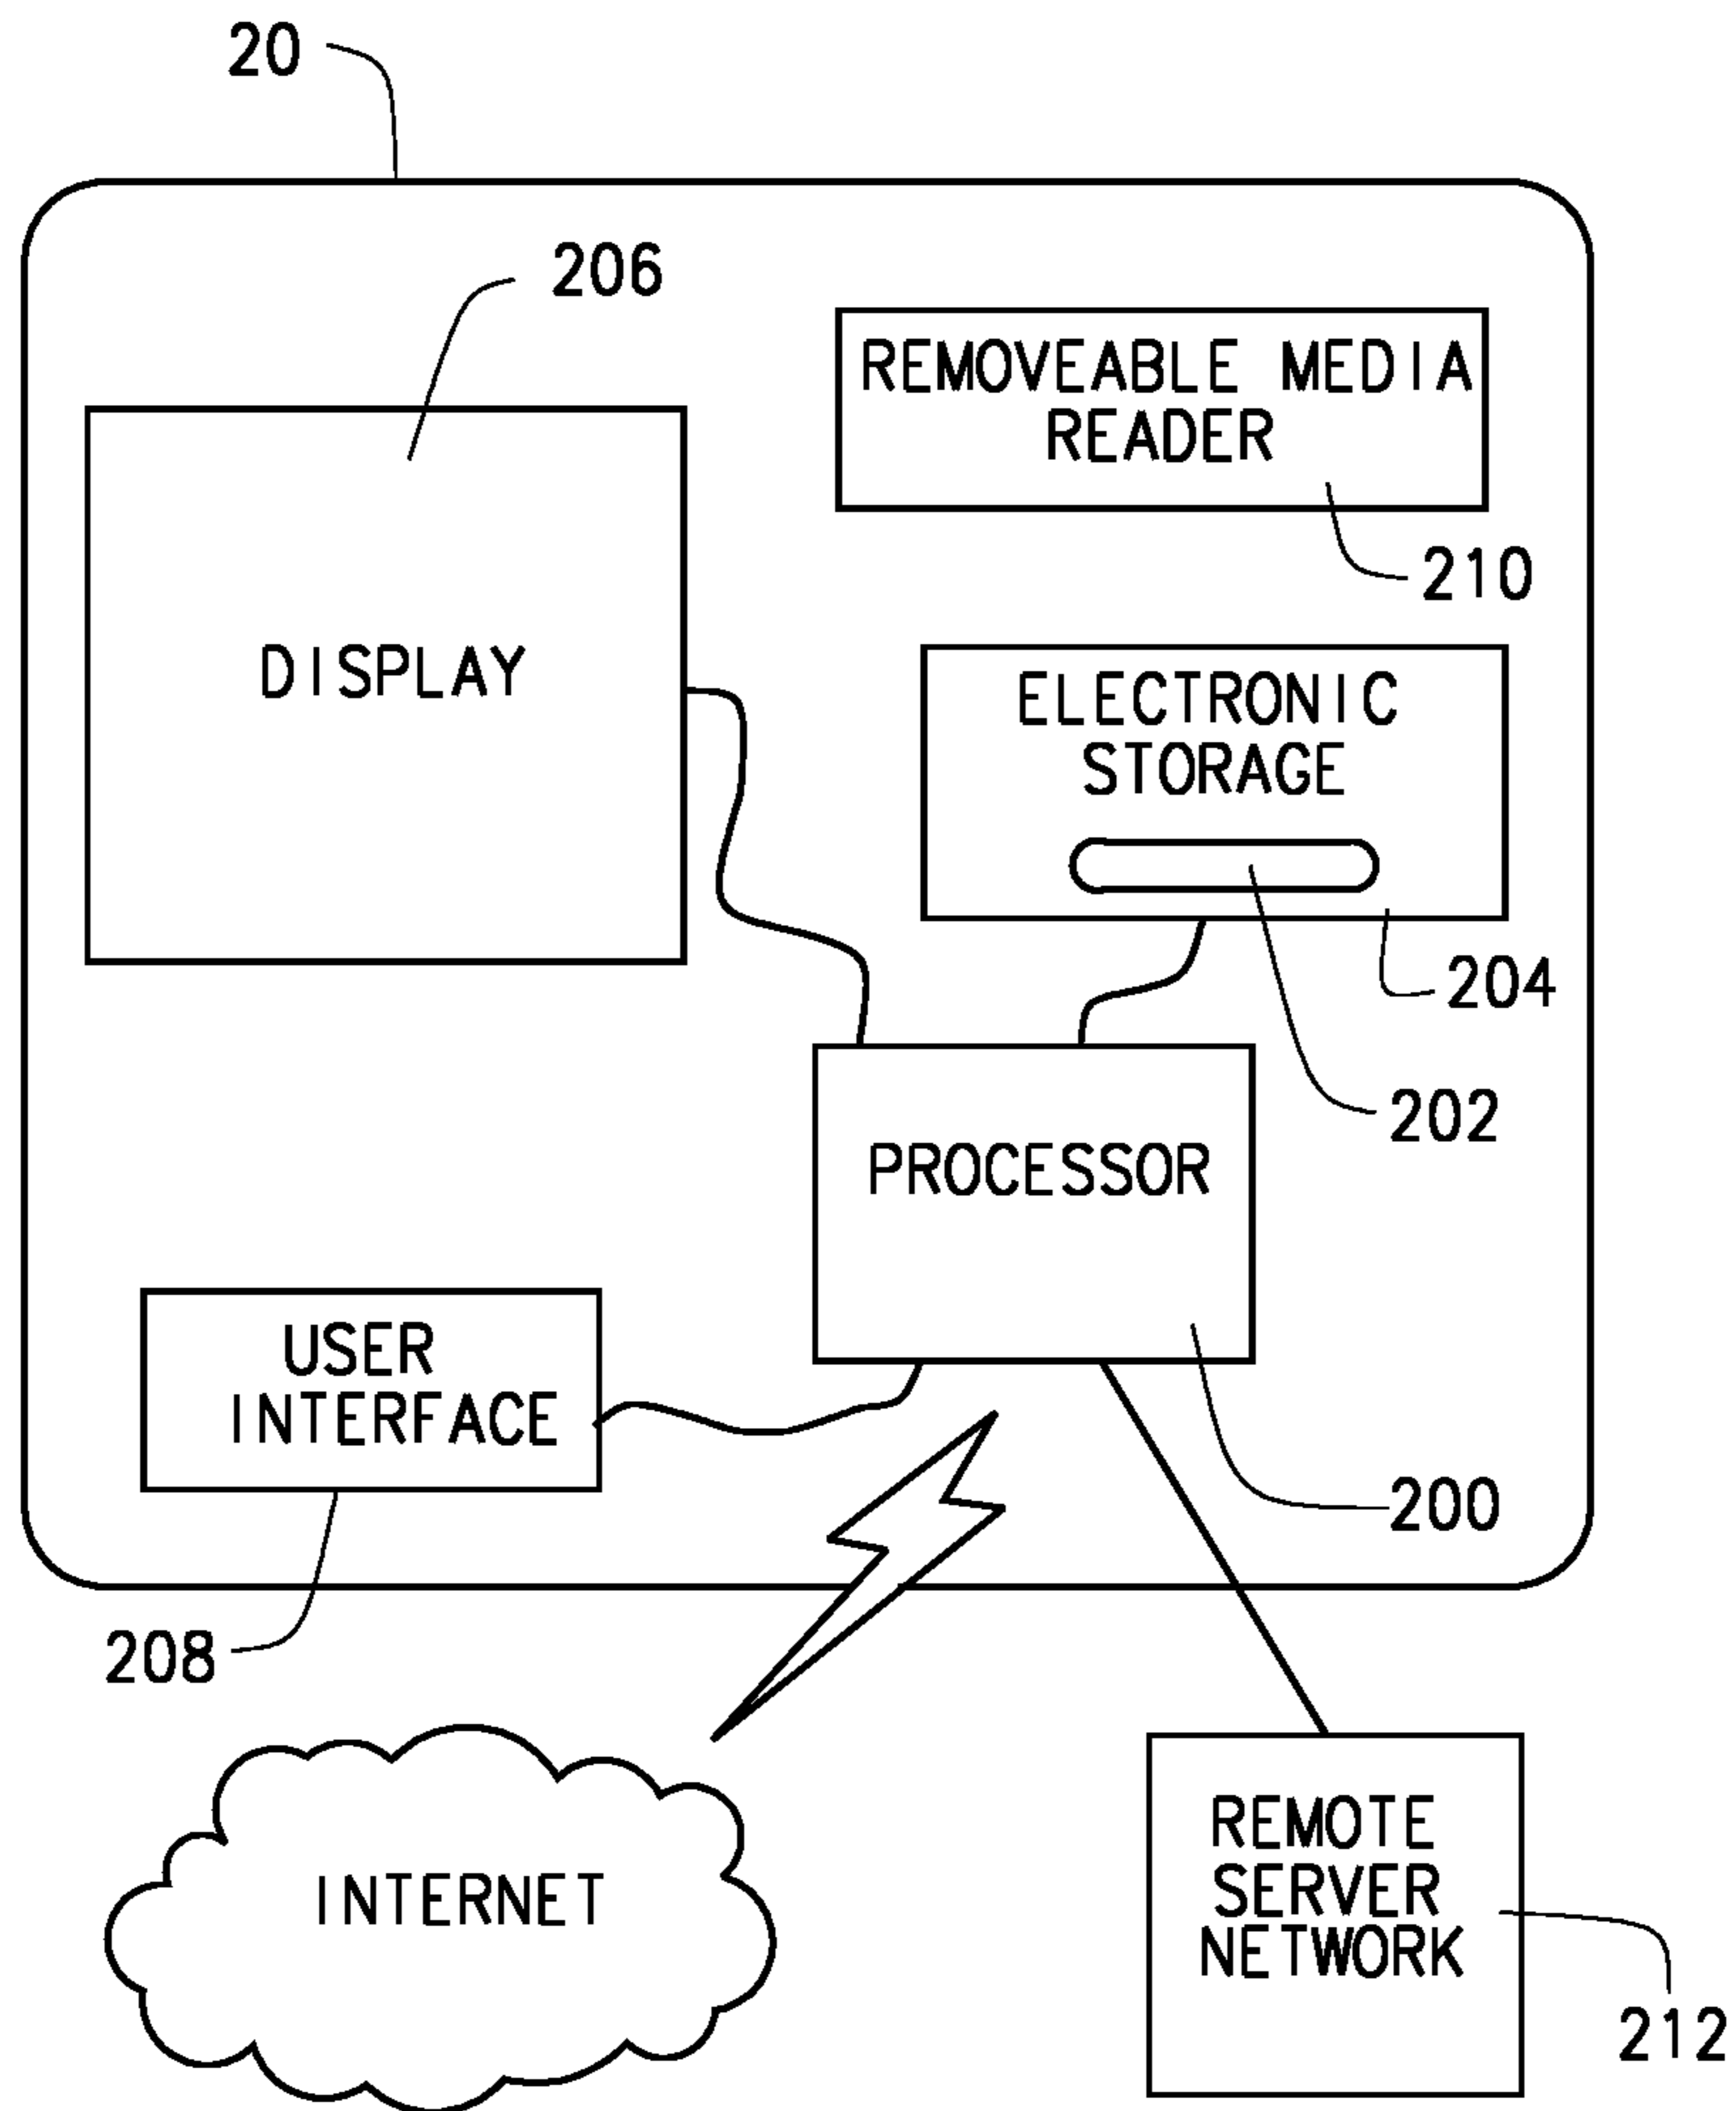 20
206
REMOVEABLE MEDIA
READER
210
DISPLAY
ELECTRONIC
STORAGE
204
202
PROCESSOR
USER
INTERFACE
200
208
INTERNET
REMOTE
SERVER
NETWORK
212